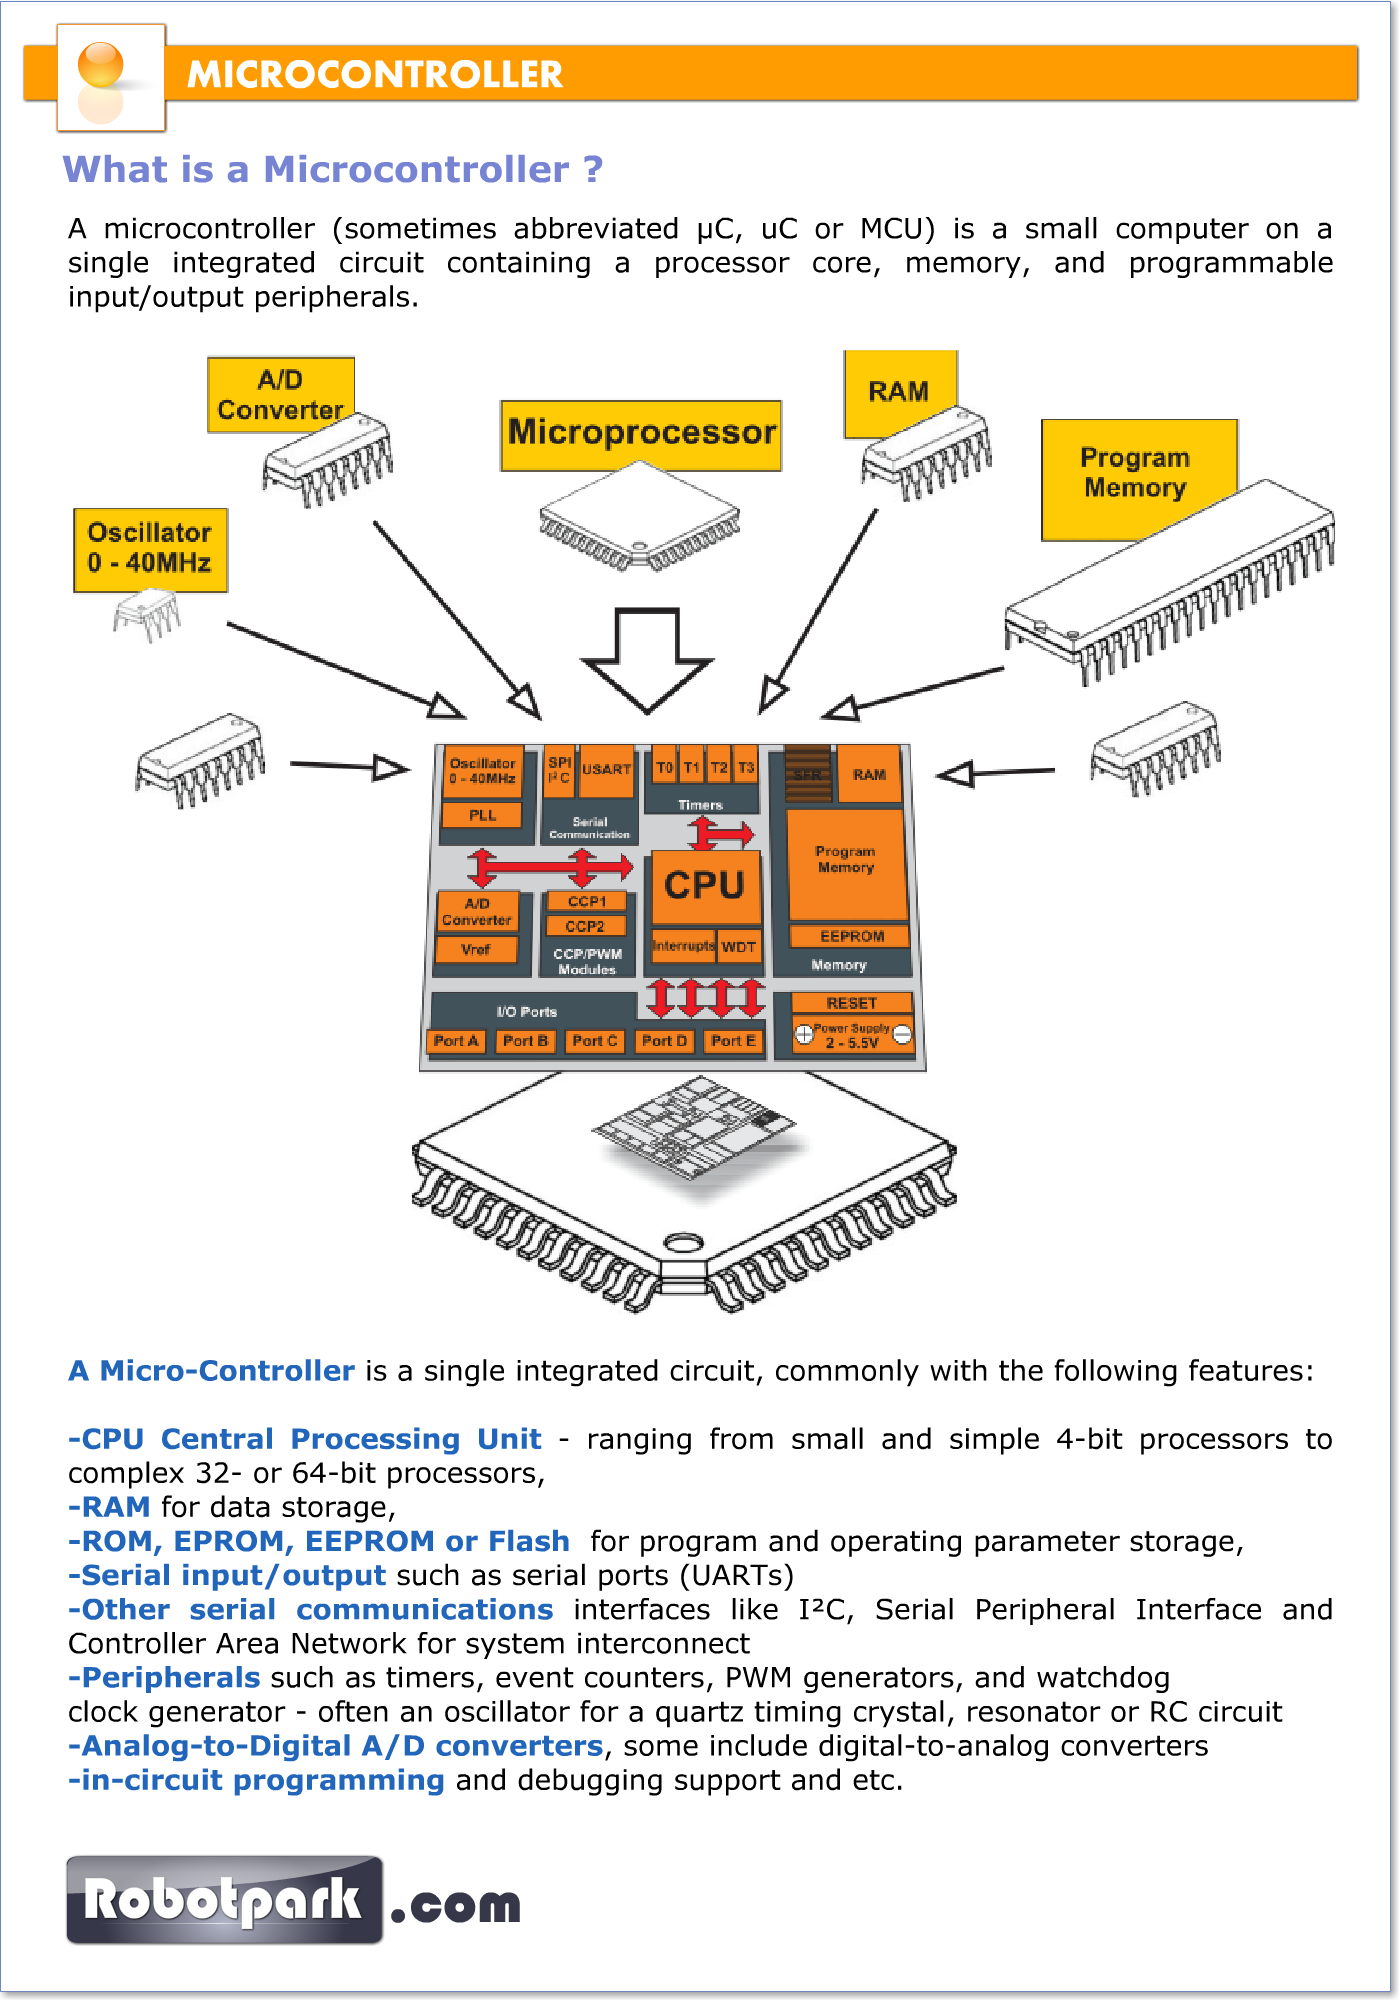 MICROCONTROLLER
What is a Microcontroller ?
A microcontroller (sometimes abbreviated µC, uC or MCU) is a small computer on a
single integrated circuit containing a processor core, memory, and programmable
input/output peripherals.
A/D
Converter
Microprocessor
RAM
Program
Memory
Oscillator
0 - 40MHz
Oscillator
0 - 40MHz
PLL
SPI
I²C
USART
Serial
Communication
T0 T1 T2 T3
Timers
SFR
RAM
Program
Memory
EEPROM
Memory
A/D
Converter
Vref
CCP1
CCP2
CCP/PWM
Modules
CPU
Interrupts WDT
I/O Ports
Port A Port B Port C Port D Port E
RESET
Power Supply
2 - 5.5V
A Micro-Controller is a single integrated circuit, commonly with the following features:
-CPU Central Processing Unit - ranging from small and simple 4-bit processors to
complex 32- or 64-bit processors,
-RAM for data storage,
-ROM, EPROM, EEPROM or Flash for program and operating parameter storage,
-Serial input/output such as serial ports (UARTs)
-Other serial communications interfaces like I²C, Serial Peripheral Interface and
Controller Area Network for system interconnect
-Peripherals such as timers, event counters, PWM generators, and watchdog
clock generator - often an oscillator for a quartz timing crystal, resonator or RC circuit
-Analog-to-Digital A/D converters, some include digital-to-analog converters
-in-circuit programming and debugging support and etc.
Robotpark.com